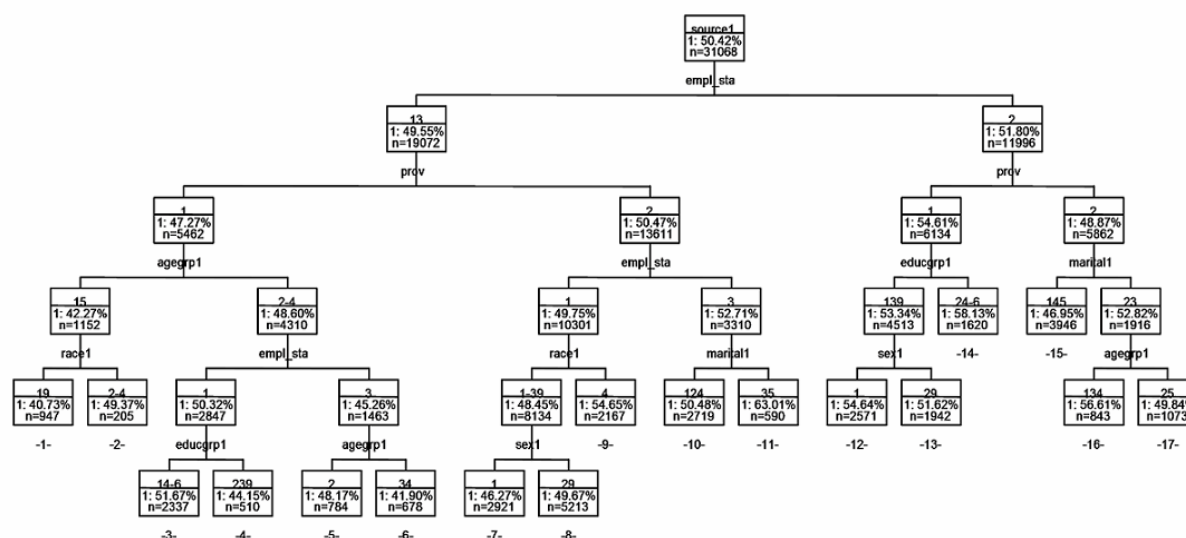 source1
1: 50.42%
n=31068
empl_sta
13
1: 49.55%
n=19072
2
1: 51.80%
n=11996
prov
prov
1
1: 47.27%
n=5462
2
1: 50.47%
n=13611
1
1: 54.61%
n=6134
2
1: 48.87%
n=5862
agegrp1
empl_sta
educgrp1
marital1
15
1: 42.27%
n=1152
2-4
1: 48.60%
n=4310
1
1: 49.75%
n=10301
3
1: 52.71%
n=3310
139
1: 53.34%
n=4513
24-6
1: 58.13%
n=1620
145
1: 46.95%
n=3946
23
1: 52.82%
n=1916
race1
empl_sta
race1
marital1
sex1
-14-
-15-
agegrp1
19
1: 40.73%
n=947
2-4
1: 49.37%
n=205
1
1: 50.32%
n=2847
3
1: 45.26%
n=1463
1-39
1: 48.45%
n=8134
4
1: 54.65%
n=2167
124
1: 50.48%
n=2719
35
1: 63.01%
n=590
1
1: 54.64%
n=2571
29
1: 51.62%
n=1942
134
1: 56.61%
n=843
25
1: 49.84%
n=1073
-1-
-2-
educgrp1
agegrp1
sex1
-9-
-10-
-11-
-12-
-13-
-16-
-17-
14-6
1: 51.67%
n=2337
239
1: 44.15%
n=510
2
1: 48.17%
n=784
34
1: 41.90%
n=678
1
1: 46.27%
n=2921
29
1: 49.67%
n=5213
-3-
-4-
-5-
-6-
-7-
-8-